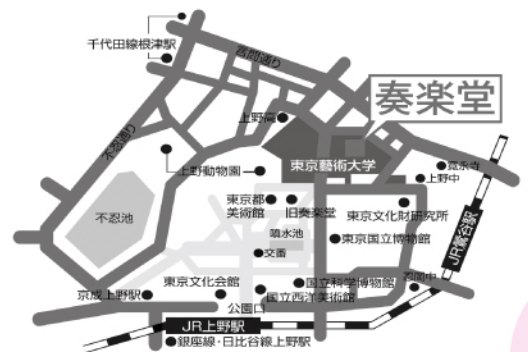 千代田線根津駅
言問通り
奏楽堂
上野高
不忍通り
東京藝術大学
寛永寺
上野中
上野動物園
東京都
美術館
旧奏楽堂
東京文化財研究所
不忍池
噴水池
東京国立博物館
JR鶯谷駅
交番
忍岡中
国立科学博物館
京成上野駅
東京文化会館
国立西洋美術館
公園口
JR上野駅
銀座線・日比谷線上野駅